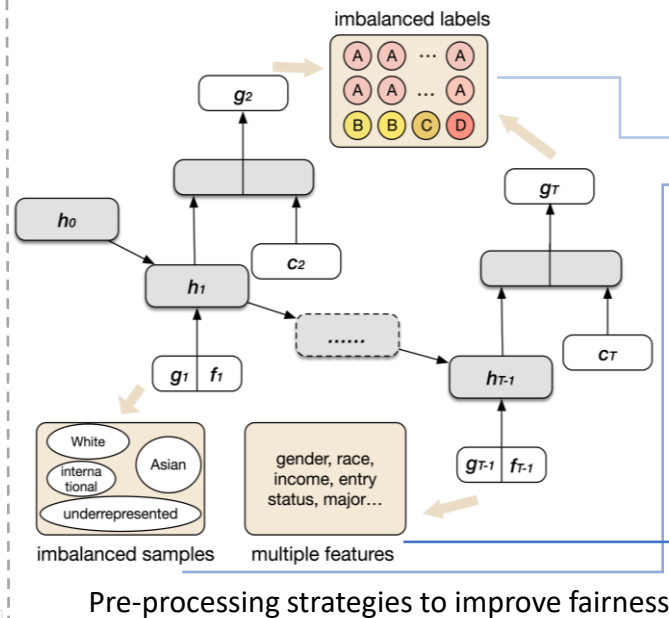 imbalanced labels
A A ... A
A A ... A
B B C D
g2
gT
h0
c2
h1
......
cT
hT-1
g1 f1
gT-1 fT-1
White
Asian
interna
tional
underrepresented
gender, race,
income, entry
status, major...
imbalanced samples
multiple features
Pre-processing strategies to improve fairness